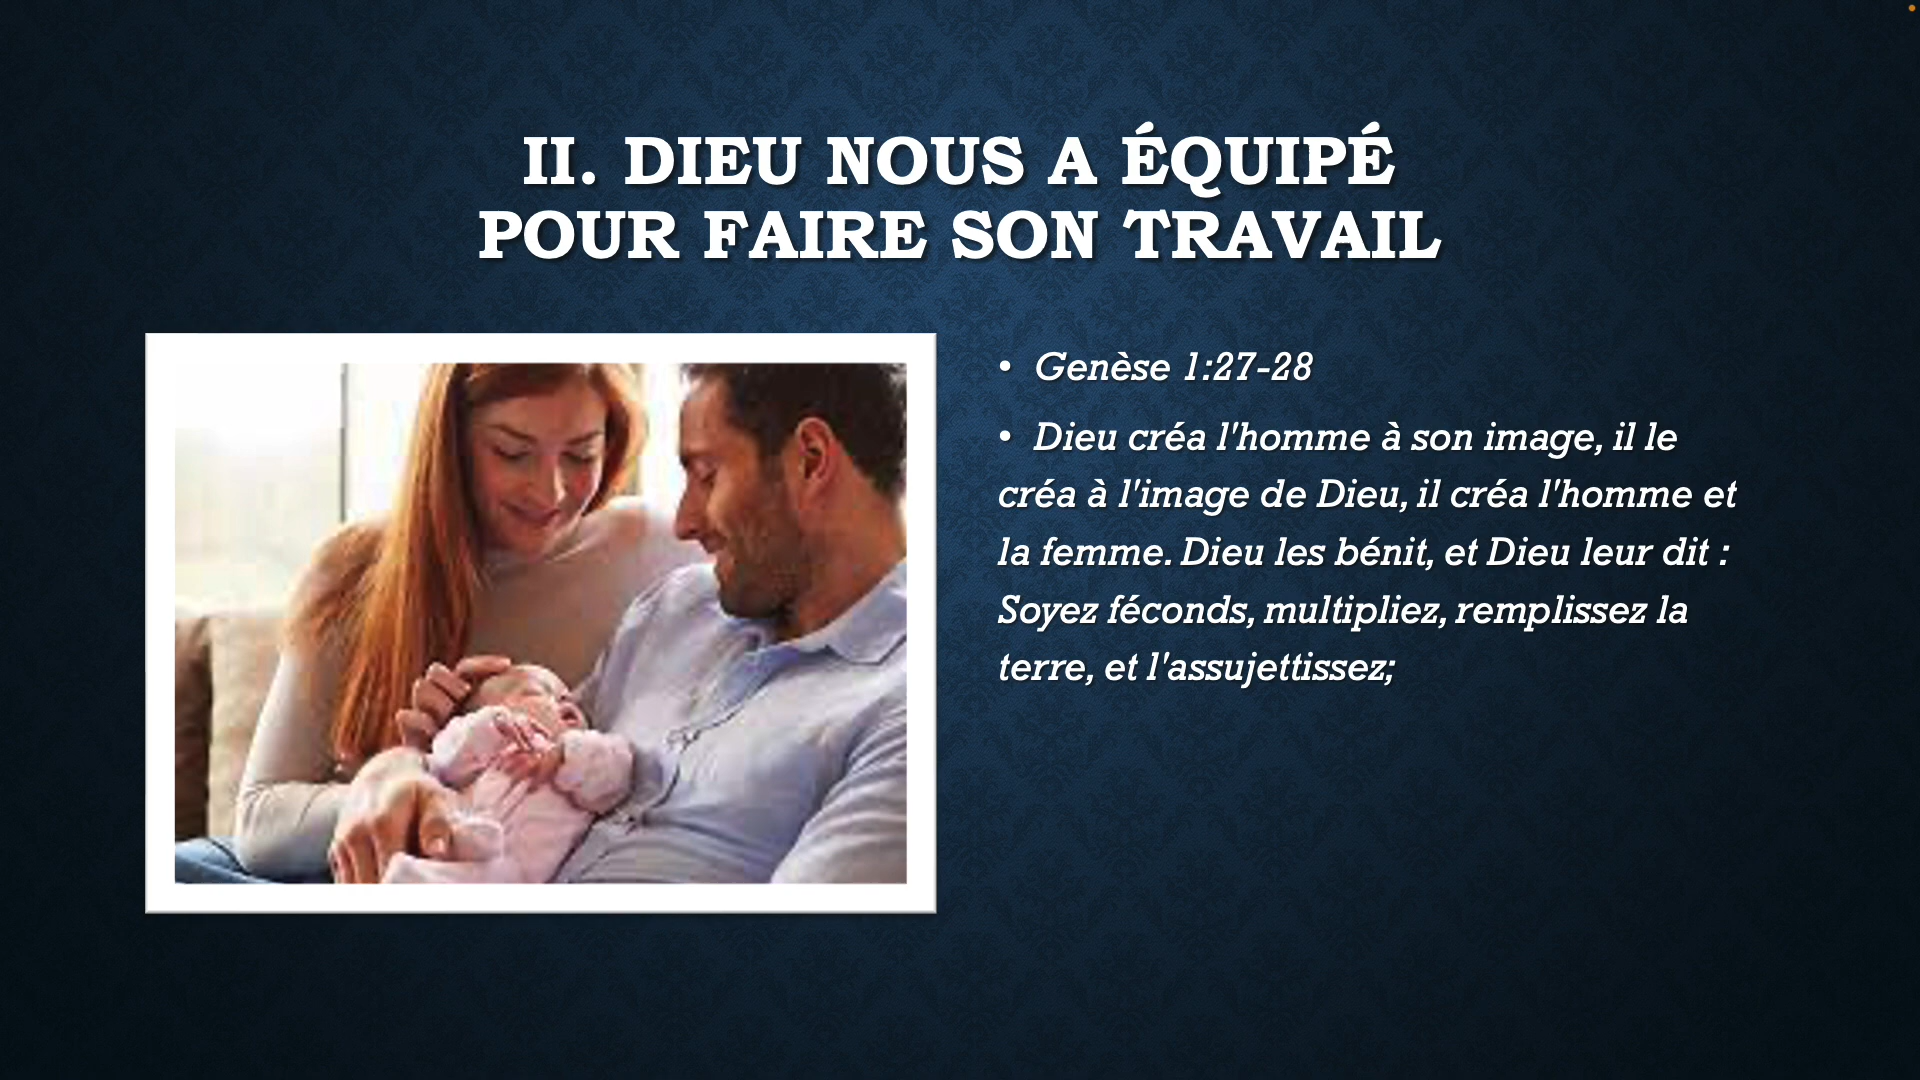 II. DIEU NOUS A ÉQUIPÉ
POUR FAIRE SON TRAVAIL
• Genèse 1:27-28
• Dieu créa l'homme à son image, il le
créa à l'image de Dieu, il créa l'homme et
la femme. Dieu les bénit, et Dieu leur dit :
Soyez féconds, multipliez, remplissez la
terre, et l'assujettissez;